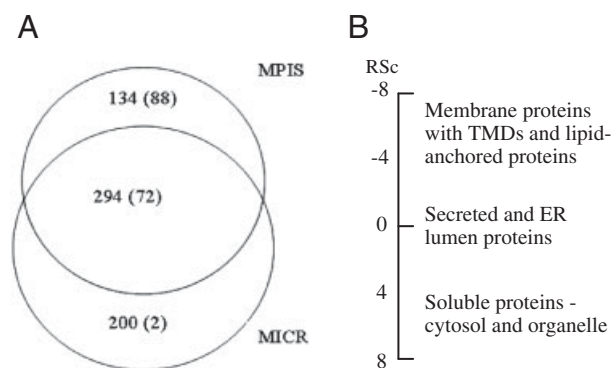 A
MPIS
134 (88)
294 (72)
200 (2)
MICR
B
RSc
-8
-4
0
4
8
Membrane proteins
with TMDs and lipid-
anchored proteins
Secreted and ER
lumen proteins
Soluble proteins -
cytosol and organelle